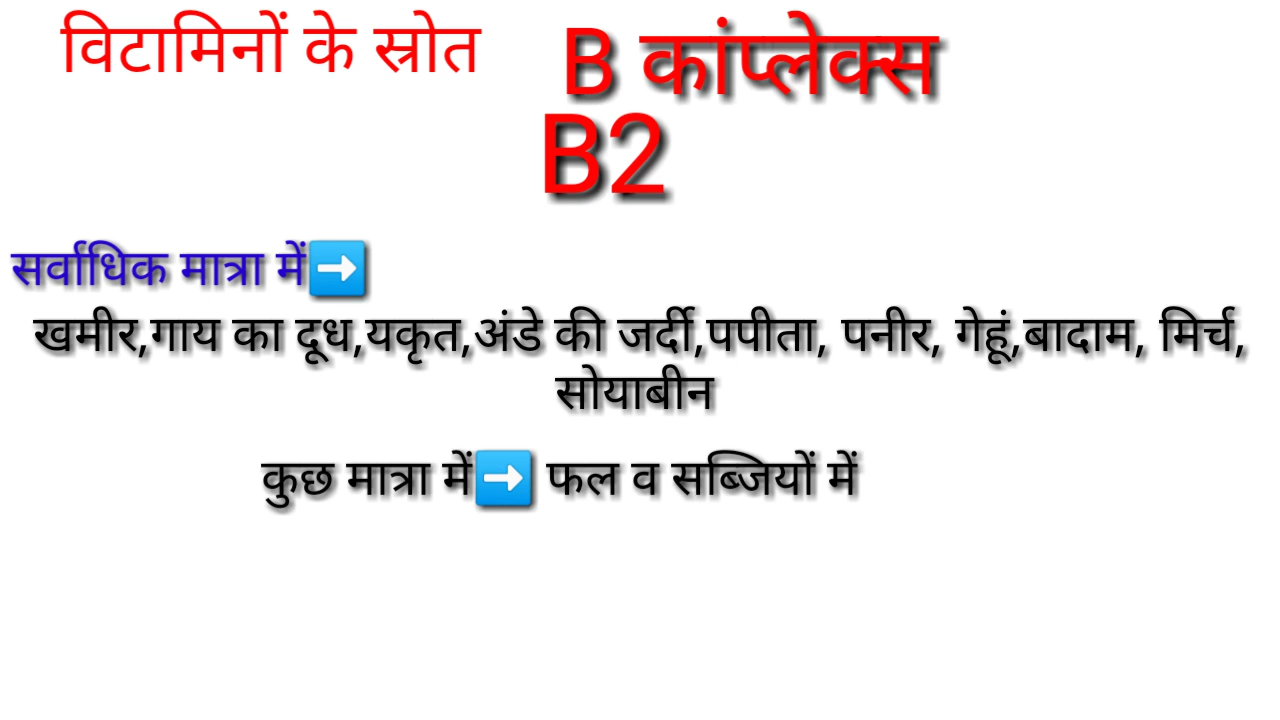 विटामिनों के स्रोत B कांप्लेक्स
B2
सर्वाधिक मात्रा में➡️
खमीर,गाय का दूध,यकृत,अंडे की जर्दी,पपीता, पनीर, गेहूं,बादाम, मिर्च,
सोयाबीन
कुछ मात्रा में➡️ फल व सब्जियों में